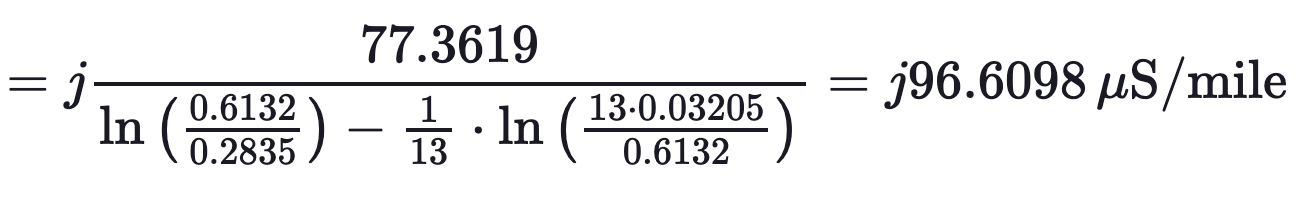 = j 77.3619 / (ln(0.6132/0.2835) − 1/13 · ln(13·0.03205/0.6132)) = j96.6098 μS/mile